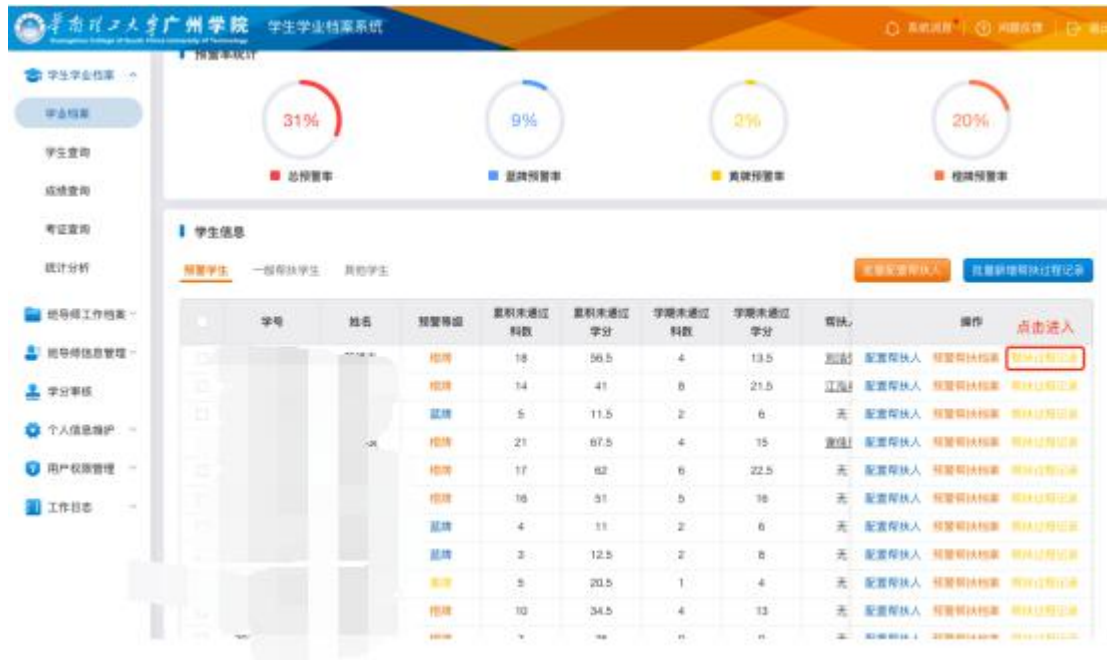 華南理工大学广州学院 学生学业档案系统 系统消息 问题反馈 退出
学生学业档案
学业档案
学生查询
成绩查询
考证查询
统计分析
班导师工作档案
班导师信息管理
学分审核
个人信息维护
用户权限管理
工作日志
预警率统计
31% 9% 2% 20%
总预警率 蓝牌预警率 黄牌预警率 橙牌预警率
学生信息
预警学生 一般帮扶学生 其他学生 批量配置帮扶人 批量新增帮扶过程记录
学号 姓名 预警等级 累积未通过科数 累积未通过学分 学期未通过科数 学期未通过学分 帮扶人 操作 点击进入
橙牌 18 56.5 4 13.5 配置帮扶人 预警帮扶档案 帮扶过程记录
橙牌 14 41 8 21.5 配置帮扶人 预警帮扶档案 帮扶过程记录
蓝牌 5 11.5 2 6 无 配置帮扶人 预警帮扶档案 帮扶过程记录
橙牌 21 67.5 4 15 配置帮扶人 预警帮扶档案 帮扶过程记录
橙牌 17 62 6 22.5 无 配置帮扶人 预警帮扶档案 帮扶过程记录
橙牌 16 51 5 16 无 配置帮扶人 预警帮扶档案 帮扶过程记录
蓝牌 4 11 2 6 无 配置帮扶人 预警帮扶档案 帮扶过程记录
蓝牌 3 12.5 2 8 无 配置帮扶人 预警帮扶档案 帮扶过程记录
黄牌 5 20.5 1 4 无 配置帮扶人 预警帮扶档案 帮扶过程记录
橙牌 10 34.5 4 13 无 配置帮扶人 预警帮扶档案 帮扶过程记录